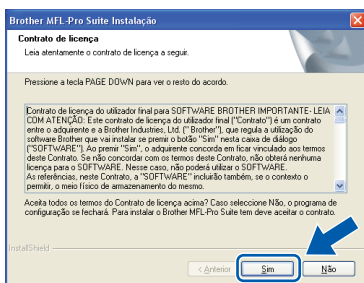 Brother MFL-Pro Suite Instalação
Contrato de licença
Leia atentamente o contrato de licença a seguir.
Pressione a tecla PAGE DOWN para ver o resto do acordo.
Contrato de licença do utilizador final para SOFTWARE BROTHER IMPORTANTE- LEIA
COM ATENÇÃO: Este contrato de licença do utilizador final ("Contrato") é um contrato
entre o adquirente e a Brother Industries, Ltd. ("Brother"), que regula a utilização do
software Brother que vai instalar se premir o botão "Sim" nesta caixa de diálogo
("SOFTWARE"). Ao premir "Sim", o adquirente concorda em ficar vinculado aos termos
deste Contrato. Se não concordar com os termos deste Contrato, não obterá nenhuma
licença para o SOFTWARE. Nesse caso, não poderá utilizar o SOFTWARE.
As referências, neste Contrato, a "SOFTWARE" incluirão também, se o contexto o
permitir, o meio físico de armazenamento do mesmo.
Aceita todos os termos do Contrato de licença acima? Caso seleccione Não, o programa de
configuração se fechará. Para instalar o Brother MFL-Pro Suite tem deve aceitar o contrato.
InstallShield
< Anterior Sim Não